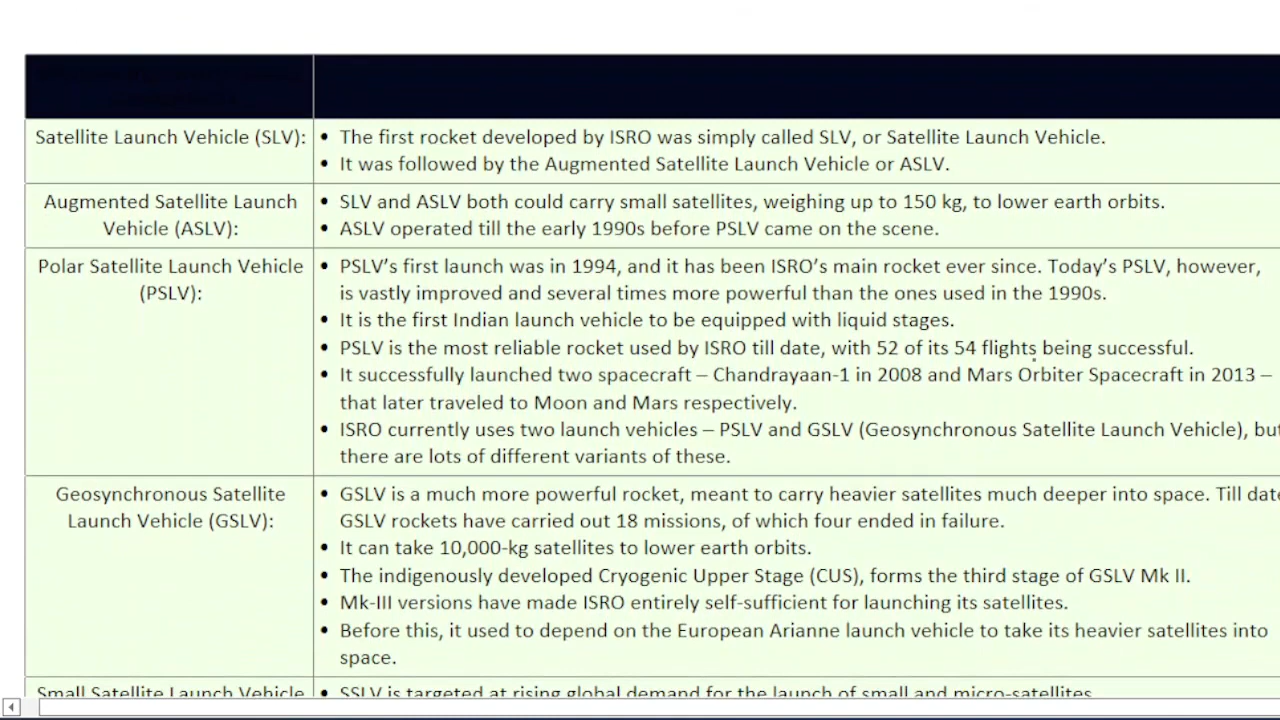 Satellite Launch Vehicle (SLV):
• The first rocket developed by ISRO was simply called SLV, or Satellite Launch Vehicle.
• It was followed by the Augmented Satellite Launch Vehicle or ASLV.
Augmented Satellite Launch
Vehicle (ASLV):
• SLV and ASLV both could carry small satellites, weighing up to 150 kg, to lower earth orbits.
• ASLV operated till the early 1990s before PSLV came on the scene.
Polar Satellite Launch Vehicle
(PSLV):
• PSLV's first launch was in 1994, and it has been ISRO's main rocket ever since. Today's PSLV, however,
is vastly improved and several times more powerful than the ones used in the 1990s.
• It is the first Indian launch vehicle to be equipped with liquid stages.
• PSLV is the most reliable rocket used by ISRO till date, with 52 of its 54 flights being successful.
• It successfully launched two spacecraft – Chandrayaan-1 in 2008 and Mars Orbiter Spacecraft in 2013 –
that later traveled to Moon and Mars respectively.
• ISRO currently uses two launch vehicles – PSLV and GSLV (Geosynchronous Satellite Launch Vehicle), but
there are lots of different variants of these.
Geosynchronous Satellite
Launch Vehicle (GSLV):
• GSLV is a much more powerful rocket, meant to carry heavier satellites much deeper into space. Till date
GSLV rockets have carried out 18 missions, of which four ended in failure.
• It can take 10,000-kg satellites to lower earth orbits.
• The indigenously developed Cryogenic Upper Stage (CUS), forms the third stage of GSLV Mk II.
• Mk-III versions have made ISRO entirely self-sufficient for launching its satellites.
• Before this, it used to depend on the European Arianne launch vehicle to take its heavier satellites into
space.
Small Satellite Launch Vehicle
• SSLV is targeted at rising global demand for the launch of small and micro-satellites